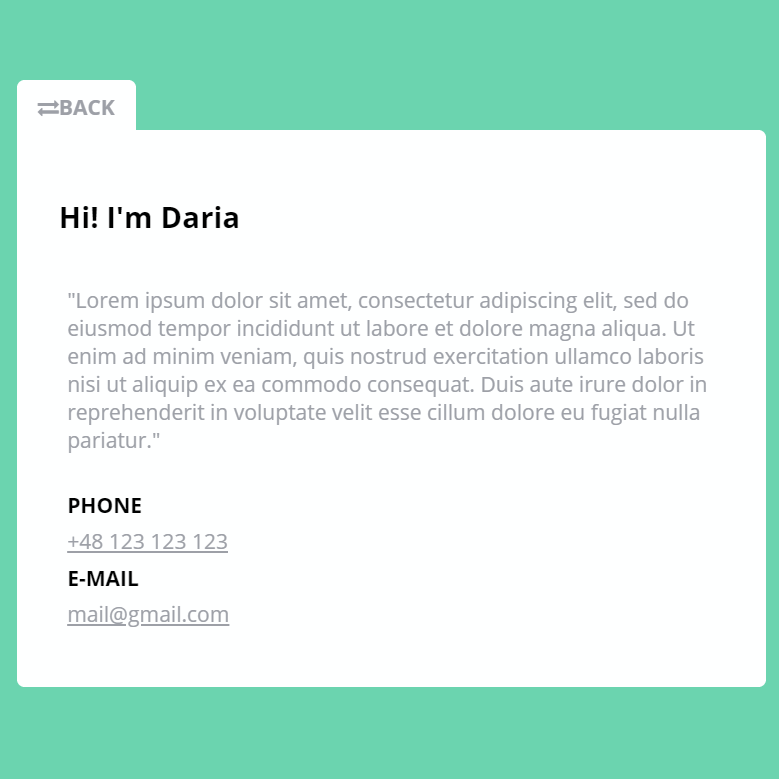 BACK
Hi! I'm Daria
"Lorem ipsum dolor sit amet, consectetur adipiscing elit, sed do
eiusmod tempor incididunt ut labore et dolore magna aliqua. Ut
enim ad minim veniam, quis nostrud exercitation ullamco laboris
nisi ut aliquip ex ea commodo consequat. Duis aute irure dolor in
reprehenderit in voluptate velit esse cillum dolore eu fugiat nulla
pariatur."
PHONE
+48 123 123 123
E-MAIL
mail@gmail.com